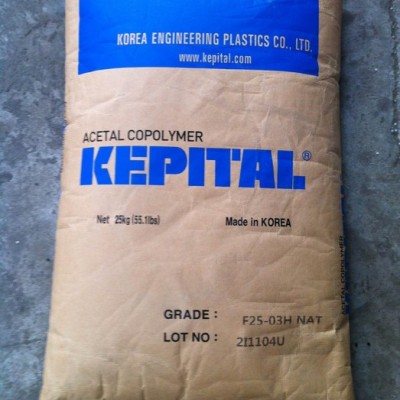 KOREA ENGINEERING PLASTICS CO., LTD.
www.kepital.com
ACETAL COPOLYMER
KEPITAL®
Net 25kg (55.1lbs)
Made in KOREA
GRADE : F25-03H NAT
LOT NO : 2I1104U